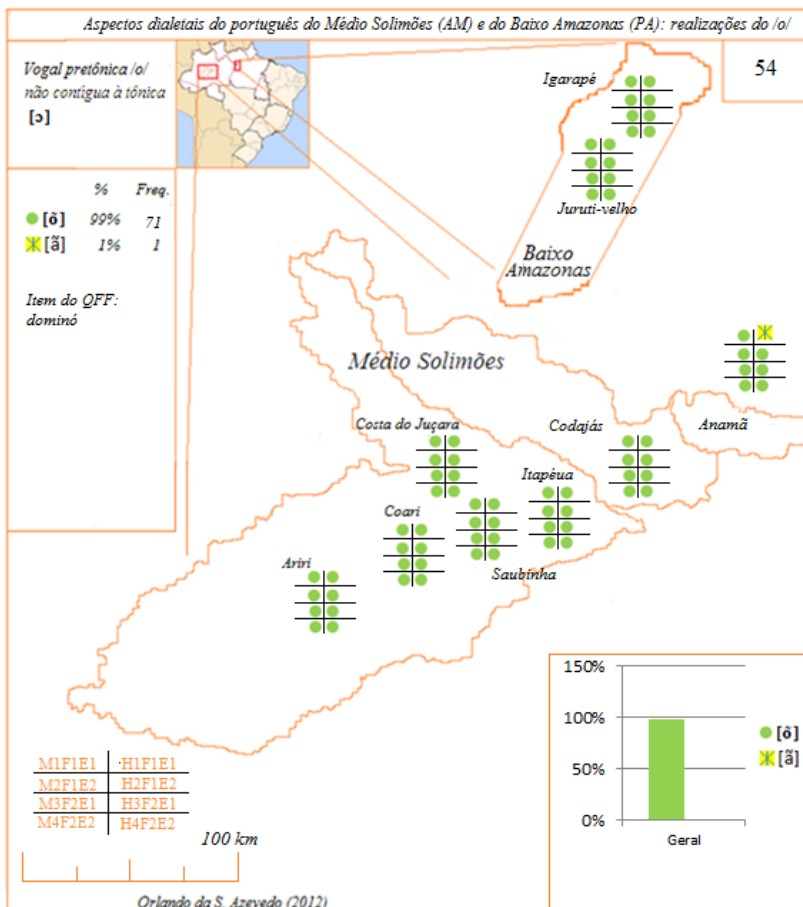 Aspectos dialetais do português do Médio Solimões (AM) e do Baixo Amazonas (PA): realizações do /o/
Vogal pretônica /o/
não contígua à tônica
[ɔ]
54
% Freq.
[õ] 99% 71
[ã] 1% 1
Item do QFF:
dominó
Igarapé
Juruti-velho
Baixo
Amazonas
Médio Solimões
Costa do Juçara
Codajás
Anamã
Itapéua
Coari
Saubinha
Ariri
150%
100%
50%
0%
Geral
[õ]
[ã]
M1F1E1 H1F1E1
M2F1E2 H2F1E2
M3F2E1 H3F2E1
M4F2E2 H4F2E2
100 km
Orlando da S. Azevedo (2012)